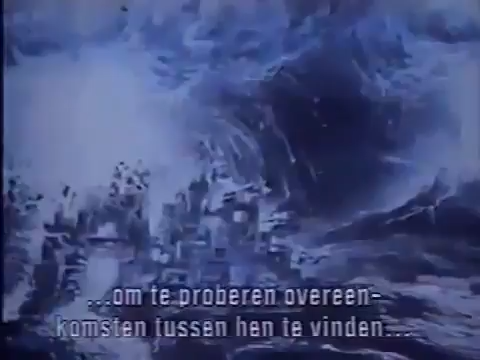 ...om te proberen overeen-
komsten tussen hen te vinden...